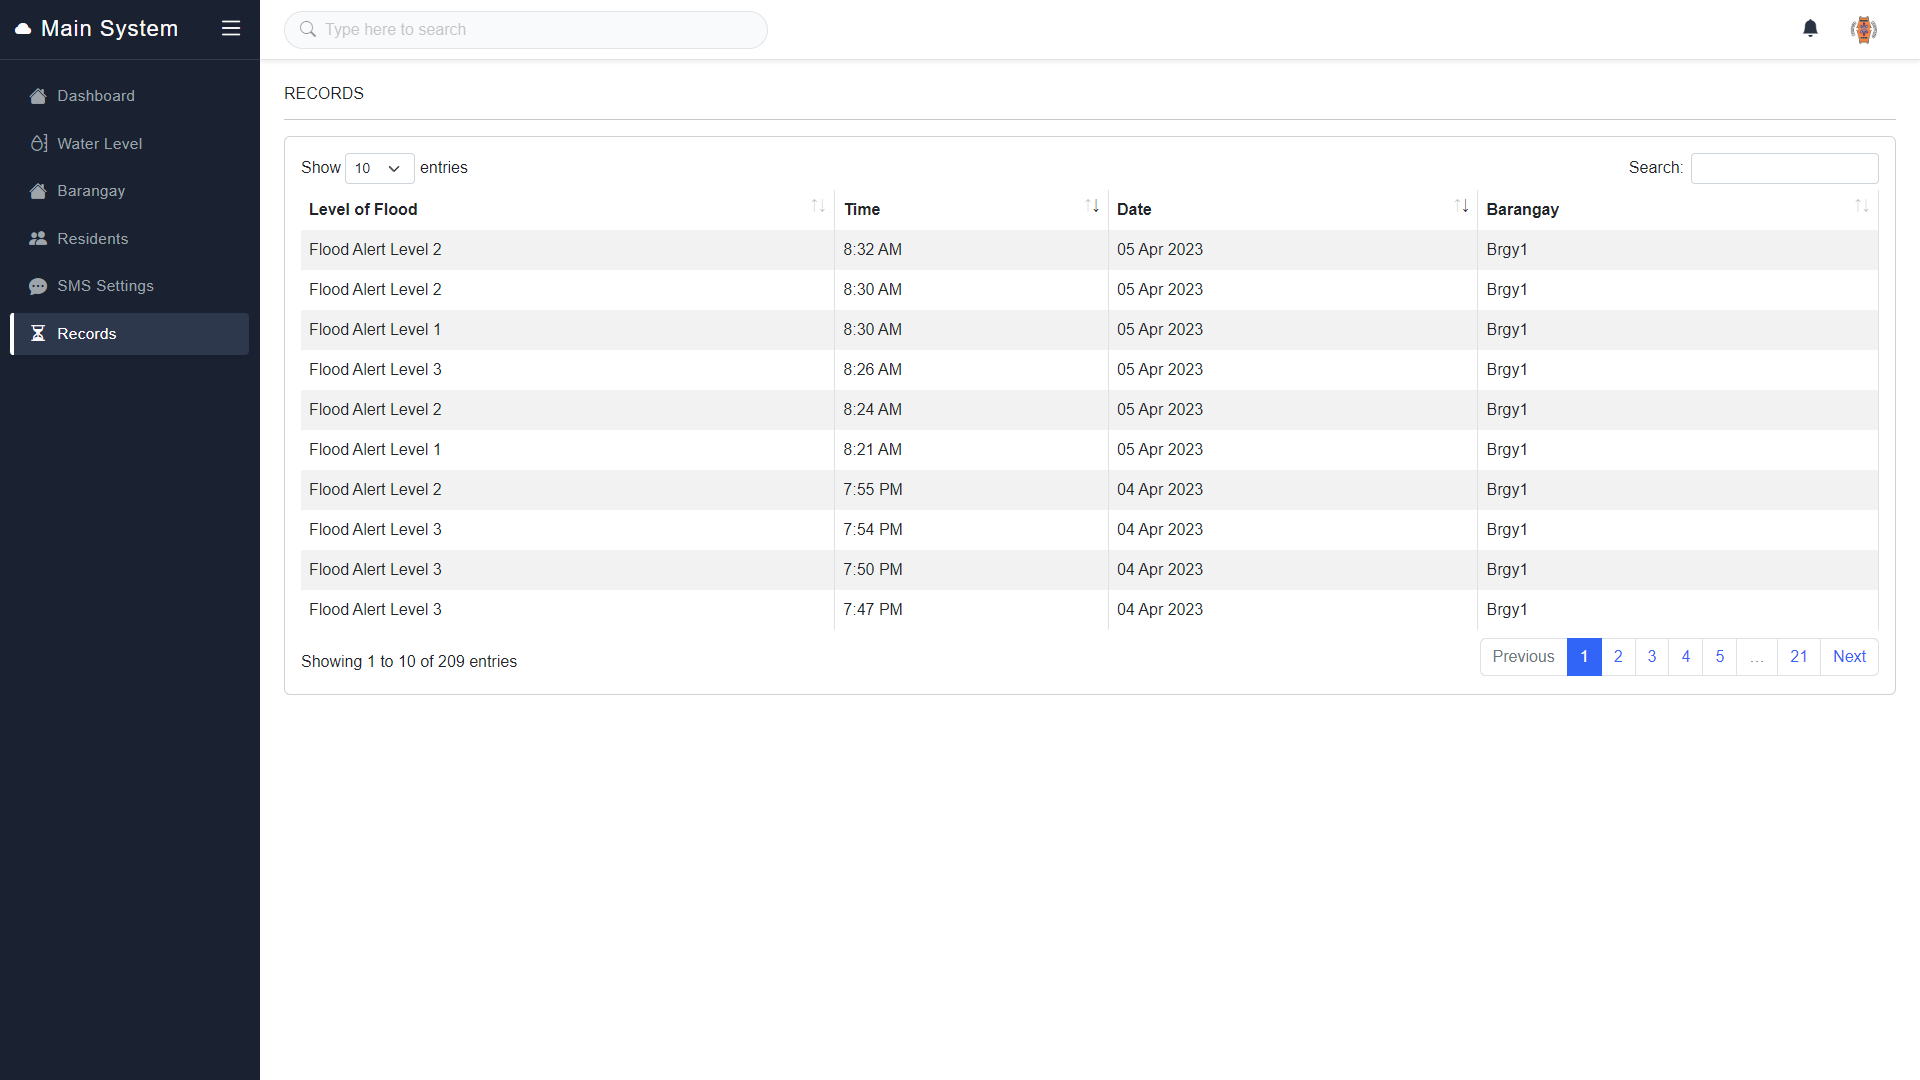 Main System
Type here to search
Dashboard
Water Level
Barangay
Residents
SMS Settings
Records
RECORDS
Show 10 entries
Search:
Level of Flood Time Date Barangay
Flood Alert Level 2 8:32 AM 05 Apr 2023 Brgy1
Flood Alert Level 2 8:30 AM 05 Apr 2023 Brgy1
Flood Alert Level 1 8:30 AM 05 Apr 2023 Brgy1
Flood Alert Level 3 8:26 AM 05 Apr 2023 Brgy1
Flood Alert Level 2 8:24 AM 05 Apr 2023 Brgy1
Flood Alert Level 1 8:21 AM 05 Apr 2023 Brgy1
Flood Alert Level 2 7:55 PM 04 Apr 2023 Brgy1
Flood Alert Level 3 7:54 PM 04 Apr 2023 Brgy1
Flood Alert Level 3 7:50 PM 04 Apr 2023 Brgy1
Flood Alert Level 3 7:47 PM 04 Apr 2023 Brgy1
Showing 1 to 10 of 209 entries
Previous 1 2 3 4 5 … 21 Next